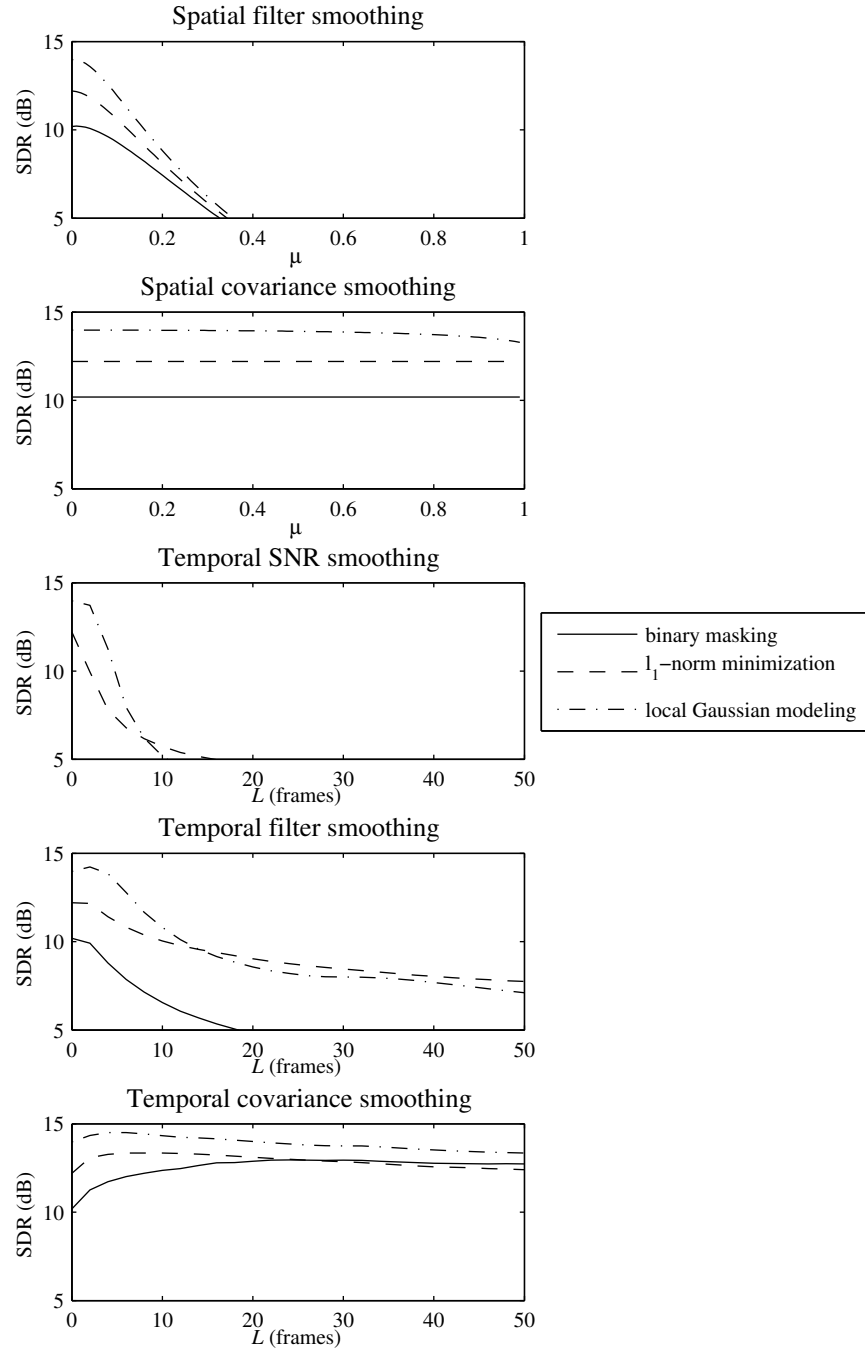 Spatial filter smoothing
15
10
5
SDR (dB)
0 0.2 0.4 0.6 0.8 1
μ
Spatial covariance smoothing
15
10
5
SDR (dB)
0 0.2 0.4 0.6 0.8 1
μ
Temporal SNR smoothing
15
10
5
SDR (dB)
0 10 20 30 40 50
L (frames)
binary masking
l1−norm minimization
local Gaussian modeling
Temporal filter smoothing
15
10
5
SDR (dB)
0 10 20 30 40 50
L (frames)
Temporal covariance smoothing
15
10
5
SDR (dB)
0 10 20 30 40 50
L (frames)